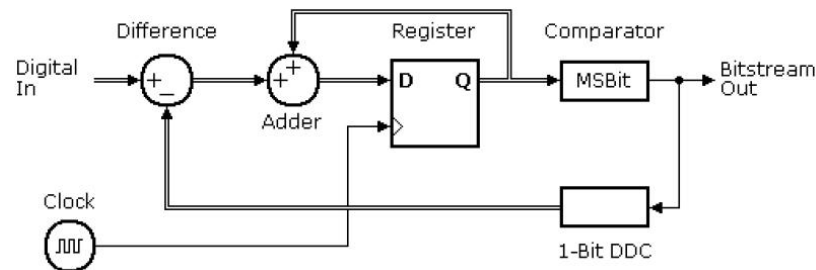 Difference
Register
Comparator
Digital
In
+
−
+
+
D
Q
MSBit
Bitstream
Out
Adder
Clock
1-Bit DDC